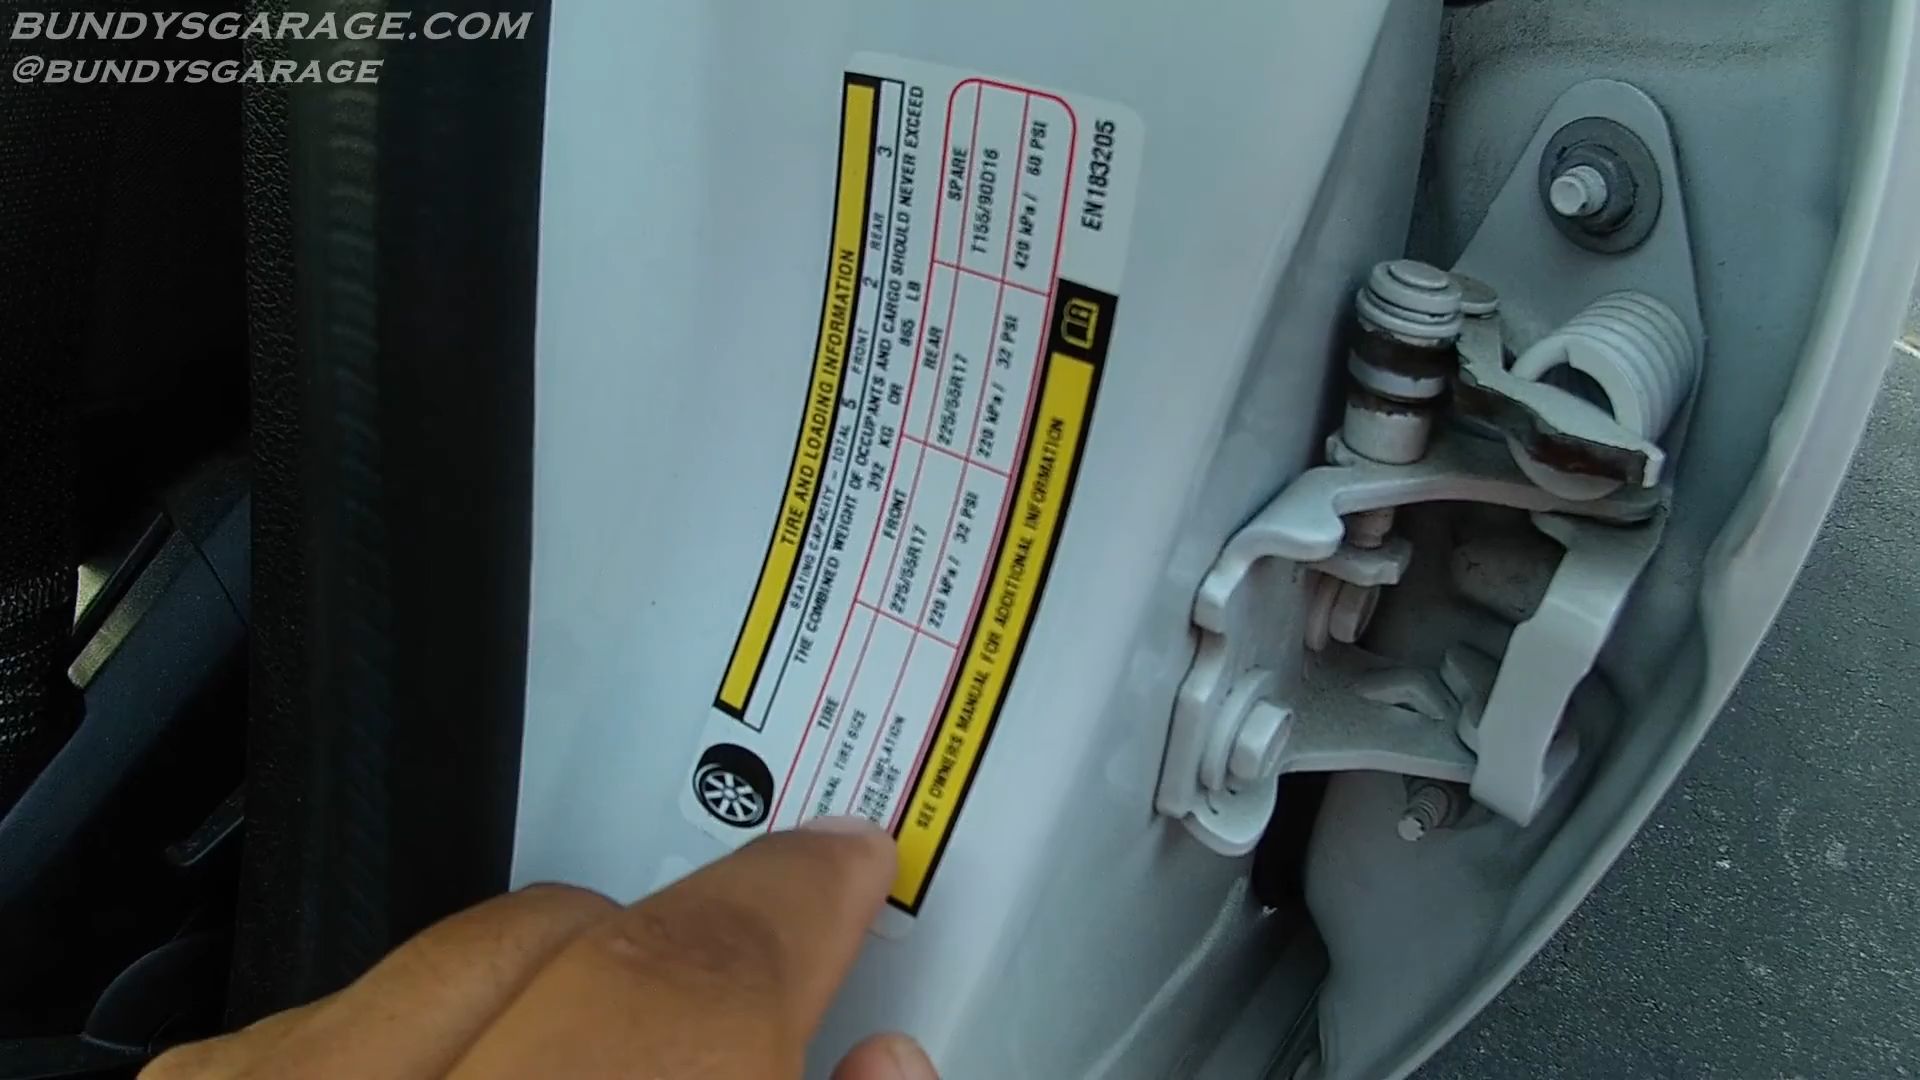 BUNDYSGARAGE.COM
@BUNDYSGARAGE
TIRE AND LOADING INFORMATION
SEATING CAPACITY - TOTAL 5 FRONT 2 REAR 3
THE COMBINED WEIGHT OF OCCUPANTS AND CARGO SHOULD NEVER EXCEED
392 KG OR 865 LB
TIRE FRONT REAR SPARE
TIRE SIZE 225/55R17 225/55R17 T155/90D16
TIRE INFLATION
PRESSURE 220 kPa / 32 PSI 220 kPa / 32 PSI 420 kPa / 60 PSI
SEE OWNERS MANUAL FOR ADDITIONAL INFORMATION
EN183205